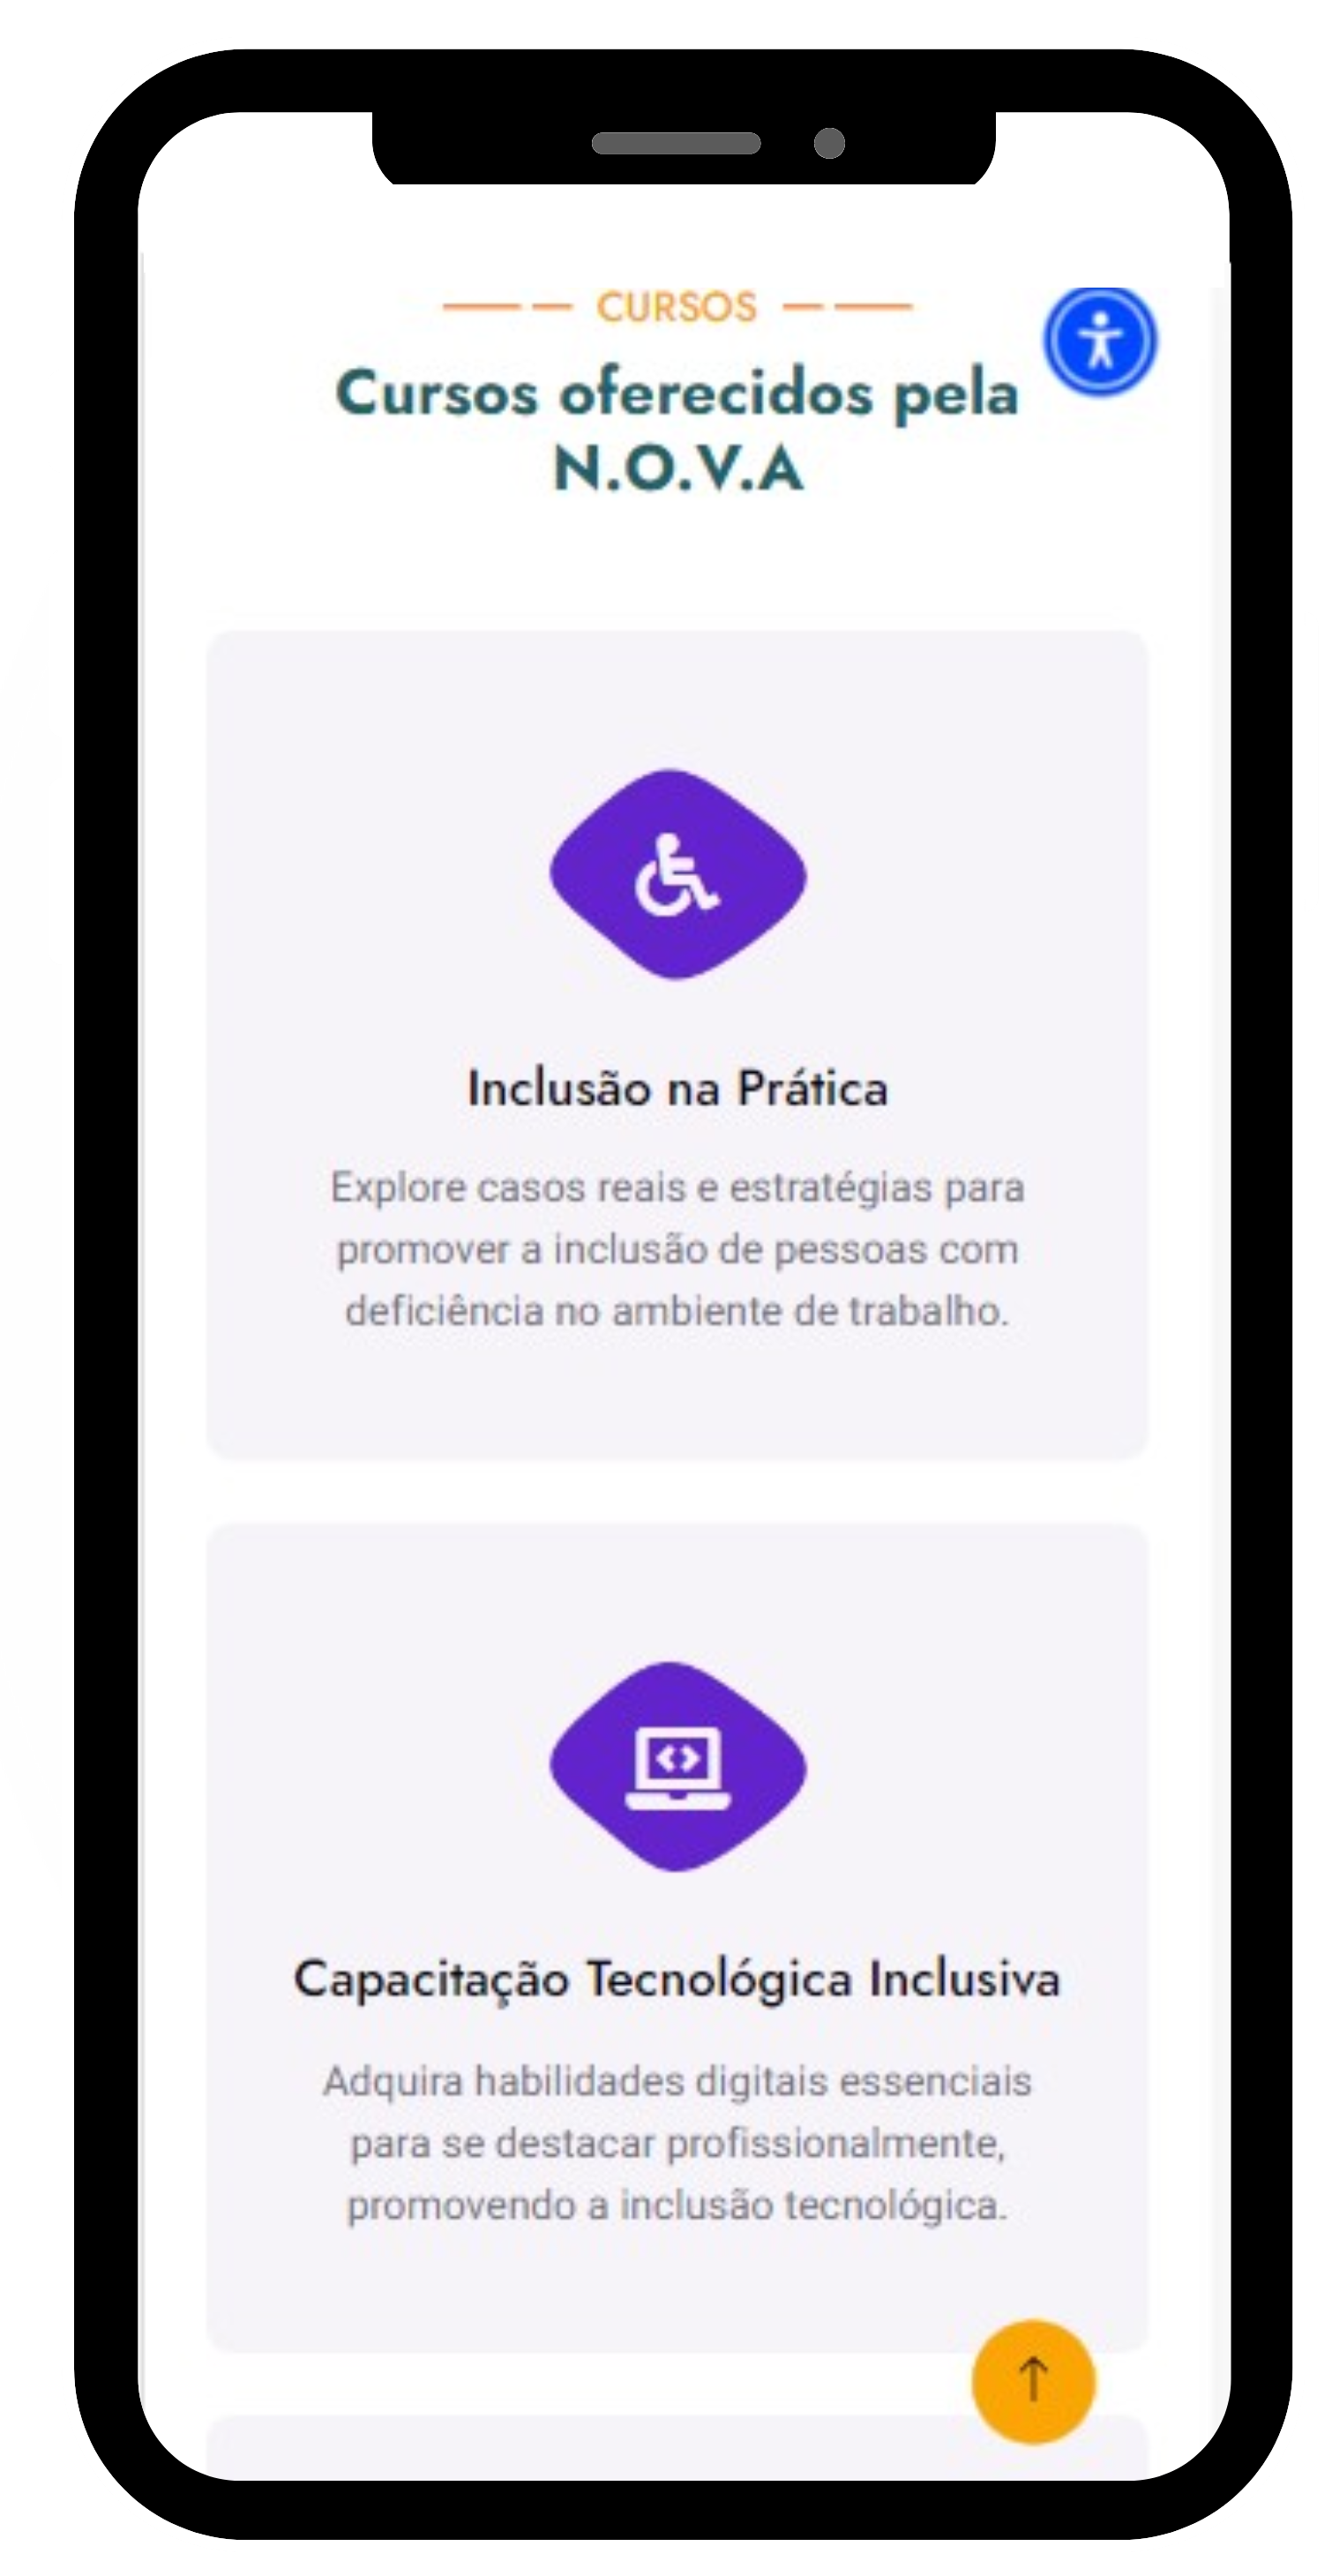 CURSOS
Cursos oferecidos pela
N.O.V.A
Inclusão na Prática
Explore casos reais e estratégias para
promover a inclusão de pessoas com
deficiência no ambiente de trabalho.
Capacitação Tecnológica Inclusiva
Adquira habilidades digitais essenciais
para se destacar profissionalmente,
promovendo a inclusão tecnológica.